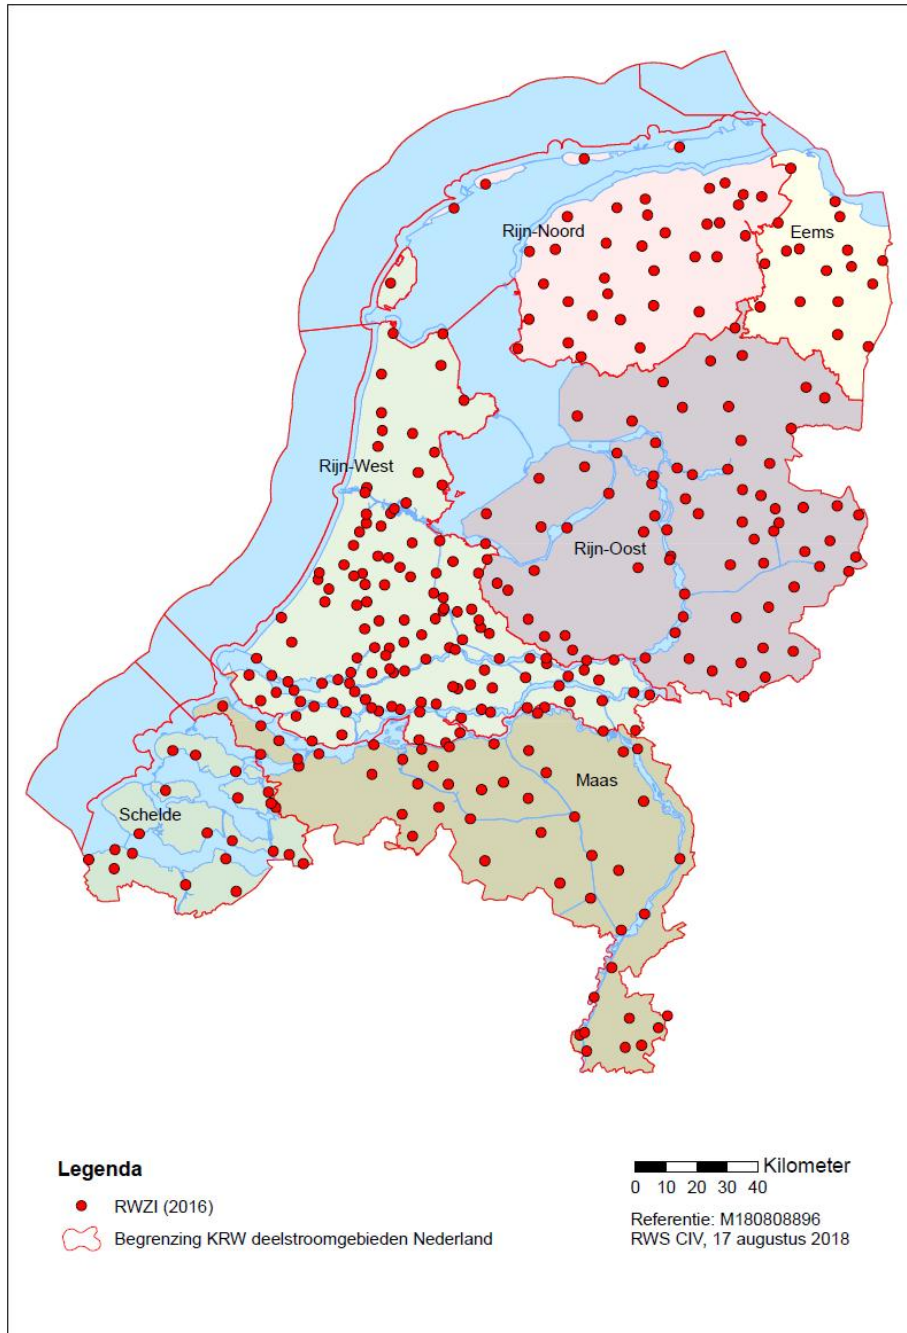 Rijn-Noord
Eems
Rijn-West
Rijn-Oost
Maas
Schelde
Legenda
RWZI (2016)
Begrenzing KRW deelstroomgebieden Nederland
Kilometer
0 10 20 30 40
Referentie: M180808896
RWS CIV, 17 augustus 2018